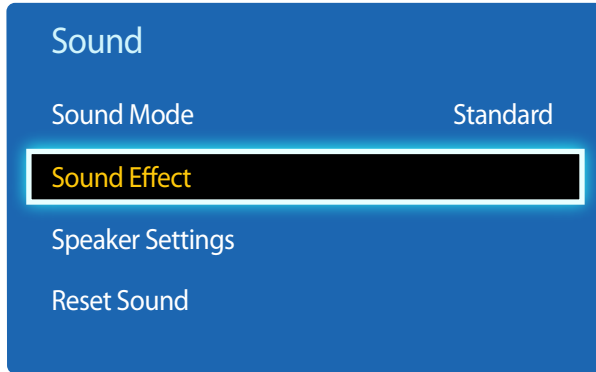 Sound
Sound Mode Standard
Sound Effect
Speaker Settings
Reset Sound